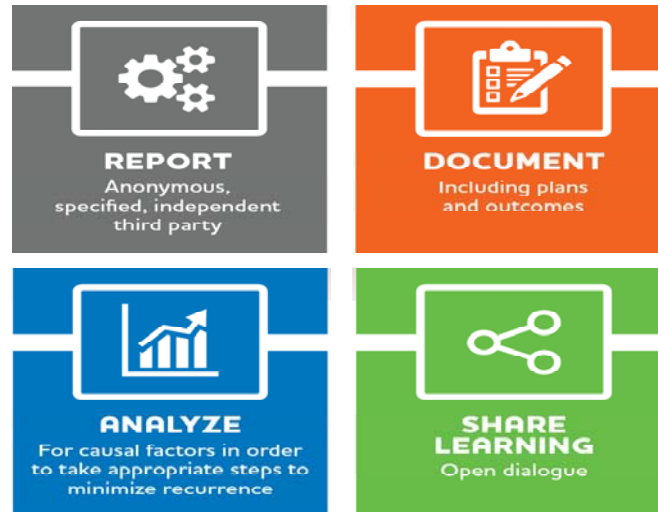 REPORT
Anonymous,
specified, independent
third party
DOCUMENT
Including plans
and outcomes
ANALYZE
For causal factors in order
to take appropriate steps to
minimize recurrence
SHARE
LEARNING
Open dialogue